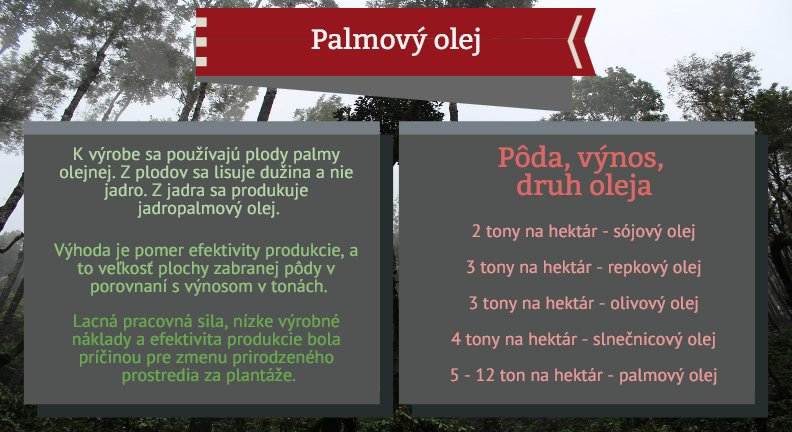 Palmový olej
K výrobe sa používajú plody palmy
olejnej. Z plodov sa lisuje dužina a nie
jadro. Z jadra sa produkuje
jadropalmový olej.
Výhoda je pomer efektivity produkcie, a
to veľkosť plochy zabranej pôdy v
porovnaní s výnosom v tonách.
Lacná pracovná sila, nízke výrobné
náklady a efektivita produkcie bola
príčinou pre zmenu prirodzeného
prostredia za plantáže.
Pôda, výnos,
druh oleja
2 tony na hektár - sójový olej
3 tony na hektár - repkový olej
3 tony na hektár - olivový olej
4 tony na hektár - slnečnicový olej
5 - 12 ton na hektár - palmový olej